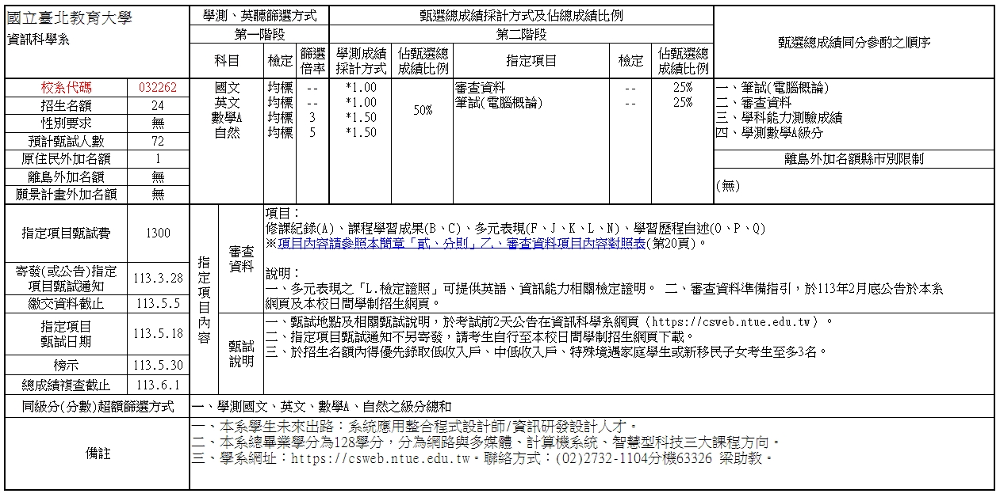 國立臺北教育大學
資訊科學系
學測、英聽篩選方式
甄選總成績採計方式及佔總成績比例
甄選總成績同分參酌之順序
第一階段
第二階段
科目
檢定
篩選
倍率
學測成績
採計方式
佔甄選總
成績比例
指定項目
檢定
佔甄選總
成績比例
校系代碼 032262
招生名額 24
性別要求 無
預計甄試人數 72
原住民外加名額 1
離島外加名額 無
願景計畫外加名額 無
國文 均標 -- *1.00
英文 均標 -- *1.00
數學A 均標 3 *1.50
自然 均標 5 *1.50
50%
審查資料 -- 25%
筆試(電腦概論) -- 25%
一、筆試(電腦概論)
二、審查資料
三、學科能力測驗成績
四、學測數學A級分
離島外加名額縣市別限制
(無)
指定項目甄試費 1300
寄發(或公告)指定
項目甄試通知
113.3.28
繳交資料截止 113.5.5
指定項目
甄試日期
113.5.18
榜示 113.5.30
總成績複查截止 113.6.1
指
定
項
目
內
容
審查
資料
項目：
修課紀錄(A)、課程學習成果(B、C)、多元表現(F、J、K、L、N)、學習歷程自述(O、P、Q)
※項目內容請參照本簡章「貳、分則」乙、審查資料項目內容對照表(第20頁)。
說明：
一、多元表現之「L.檢定證照」可提供英語、資訊能力相關檢定證明。 二、審查資料準備指引，於113年2月底公告於本系
網頁及本校日間學制招生網頁。
甄試
說明
一、甄試地點及相關甄試說明，於考試前2天公告在資訊科學系網頁（https://csweb.ntue.edu.tw）。
二、指定項目甄試通知不另寄發，請考生自行至本校日間學制招生網頁下載。
三、於招生名額內得優先錄取低收入戶、中低收入戶、特殊境遇家庭學生或新移民子女考生至多3名。
同級分(分數)超額篩選方式
一、學測國文、英文、數學A、自然之級分總和
備註
一、本系學生未來出路：系統應用整合程式設計師/資訊研發設計人才。
二、本系總畢業學分為128學分，分為網路與多媒體、計算機系統、智慧型科技三大課程方向。
三、學系網址：https://csweb.ntue.edu.tw。聯絡方式：(02)2732-1104分機63326 梁助教。